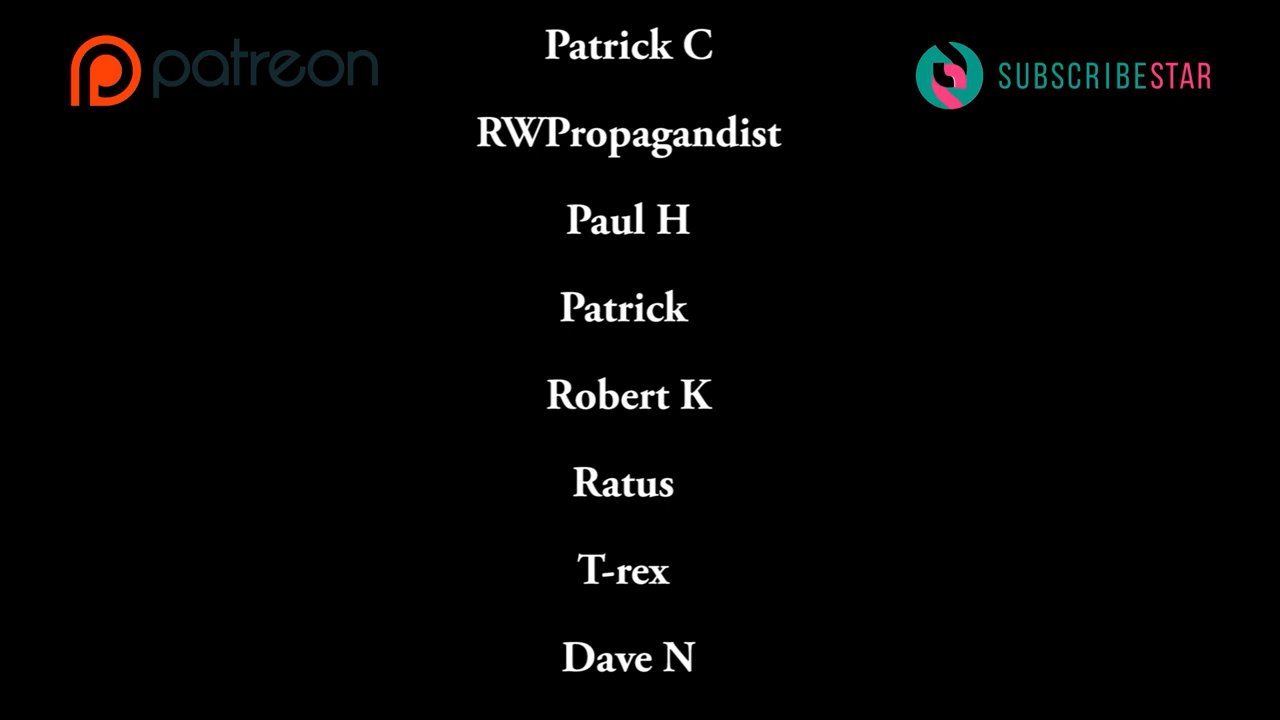 patreon
SUBSCRIBESTAR
Patrick C
RWPropagandist
Paul H
Patrick
Robert K
Ratus
T-rex
Dave N